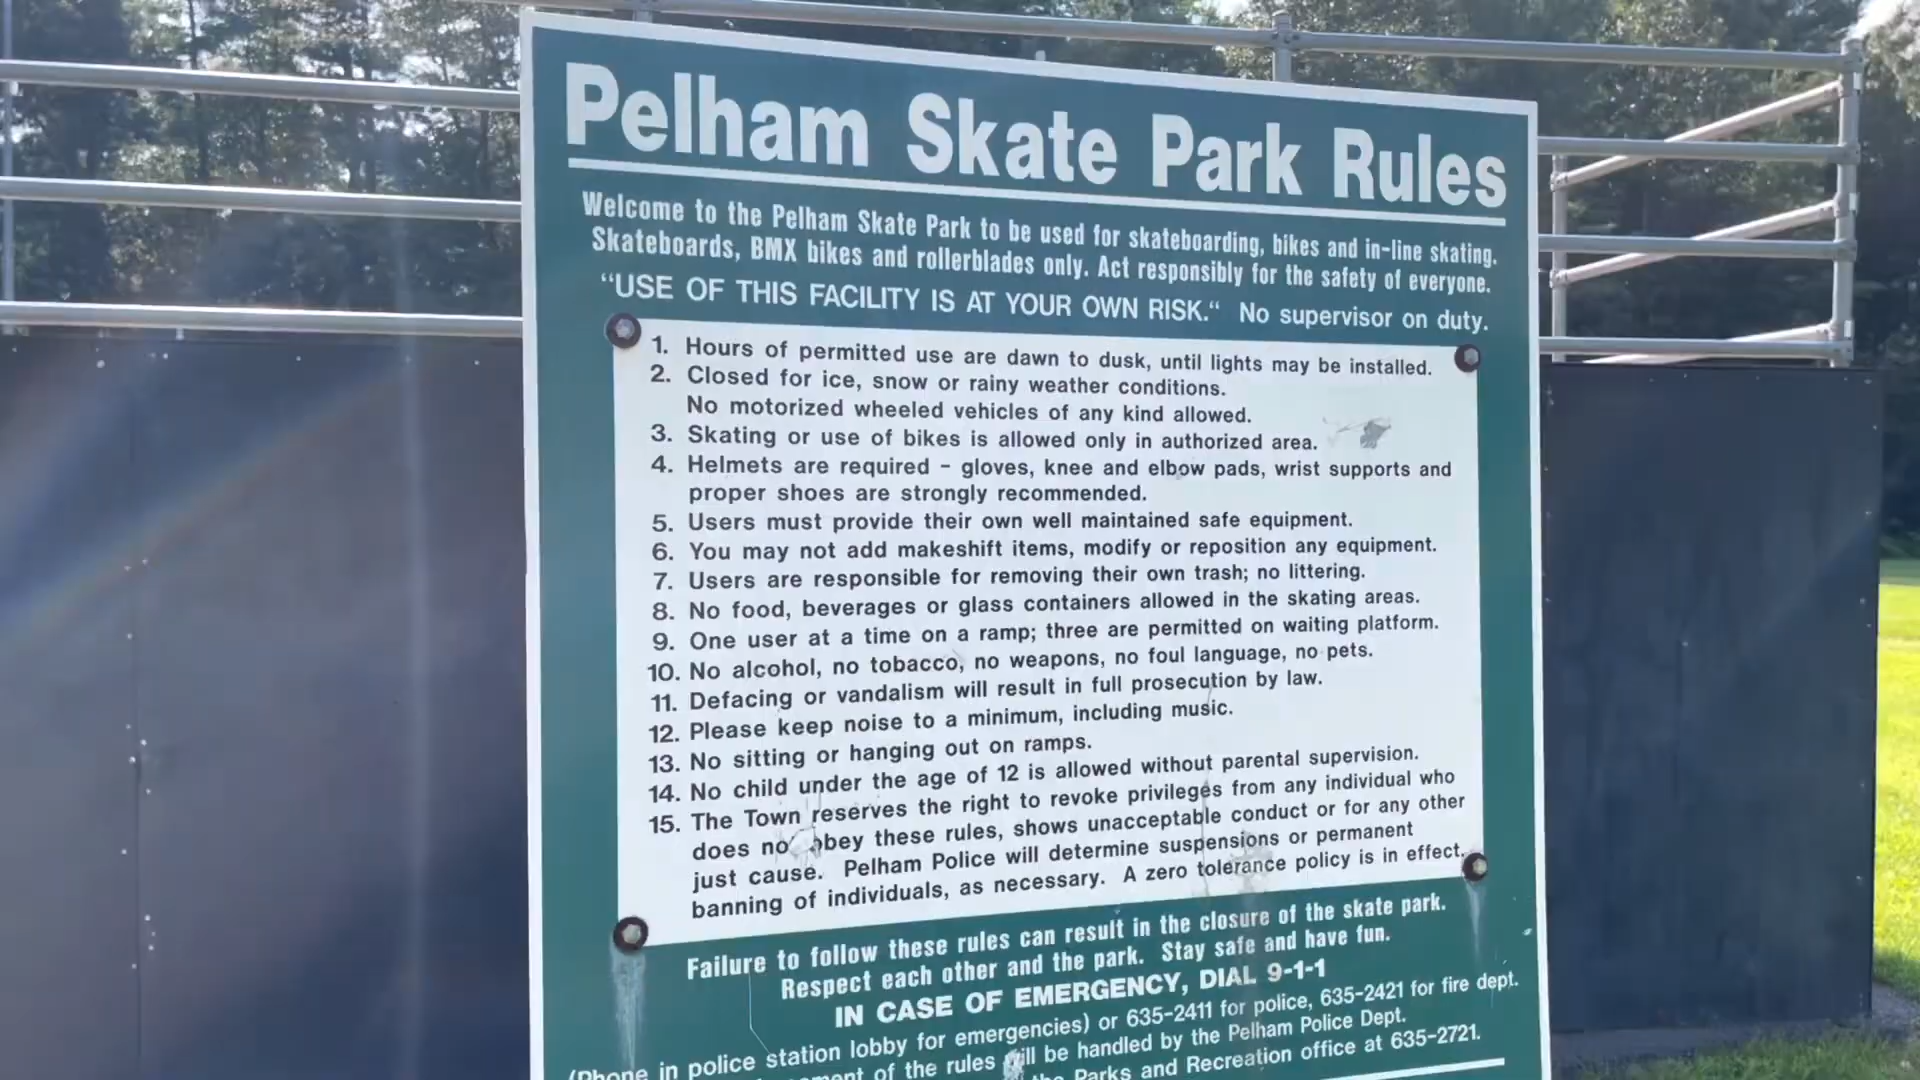 Pelham Skate Park Rules
Welcome to the Pelham Skate Park to be used for skateboarding, bikes and in-line skating.
Skateboards, BMX bikes and rollerblades only. Act responsibly for the safety of everyone.
“USE OF THIS FACILITY IS AT YOUR OWN RISK.“ No supervisor on duty.
1. Hours of permitted use are dawn to dusk, until lights may be installed.
2. Closed for ice, snow or rainy weather conditions.
No motorized wheeled vehicles of any kind allowed.
3. Skating or use of bikes is allowed only in authorized area.
4. Helmets are required – gloves, knee and elbow pads, wrist supports and
proper shoes are strongly recommended.
5. Users must provide their own well maintained safe equipment.
6. You may not add makeshift items, modify or reposition any equipment.
7. Users are responsible for removing their own trash; no littering.
8. No food, beverages or glass containers allowed in the skating areas.
9. One user at a time on a ramp; three are permitted on waiting platform.
10. No alcohol, no tobacco, no weapons, no foul language, no pets.
11. Defacing or vandalism will result in full prosecution by law.
12. Please keep noise to a minimum, including music.
13. No sitting or hanging out on ramps.
14. No child under the age of 12 is allowed without parental supervision.
15. The Town reserves the right to revoke privileges from any individual who
does no obey these rules, shows unacceptable conduct or for any other
just cause. Pelham Police will determine suspensions or permanent
banning of individuals, as necessary. A zero tolerance policy is in effect.
Failure to follow these rules can result in the closure of the skate park.
Respect each other and the park. Stay safe and have fun.
IN CASE OF EMERGENCY, DIAL 9-1-1
(Phone in police station lobby for emergencies) or 635-2411 for police, 635-2421 for fire dept.
of the rules will be handled by the Pelham Police Dept.
Parks and Recreation office at 635-2721.